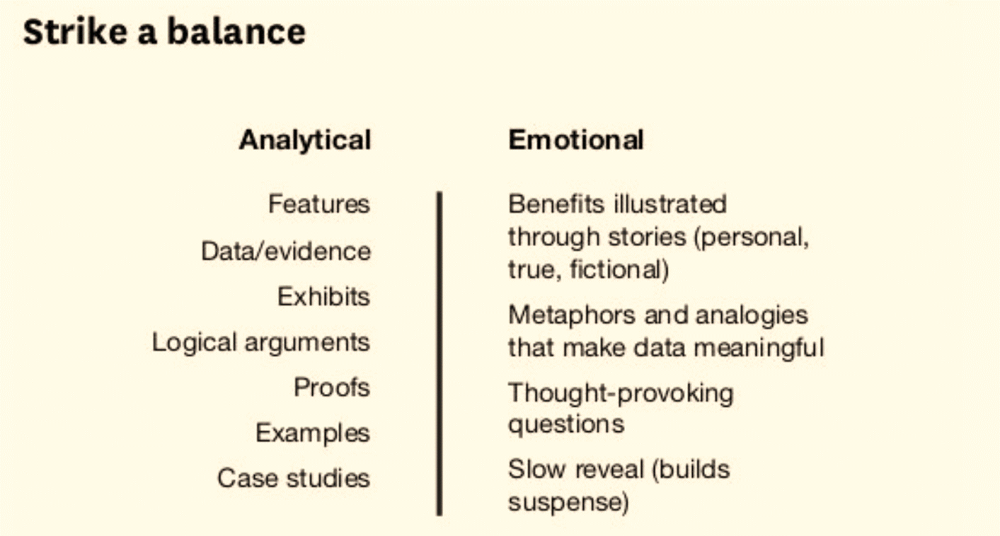 Strike a balance
Analytical
Features
Data/evidence
Exhibits
Logical arguments
Proofs
Examples
Case studies
Emotional
Benefits illustrated
through stories (personal,
true, fictional)
Metaphors and analogies
that make data meaningful
Thought-provoking
questions
Slow reveal (builds
suspense)